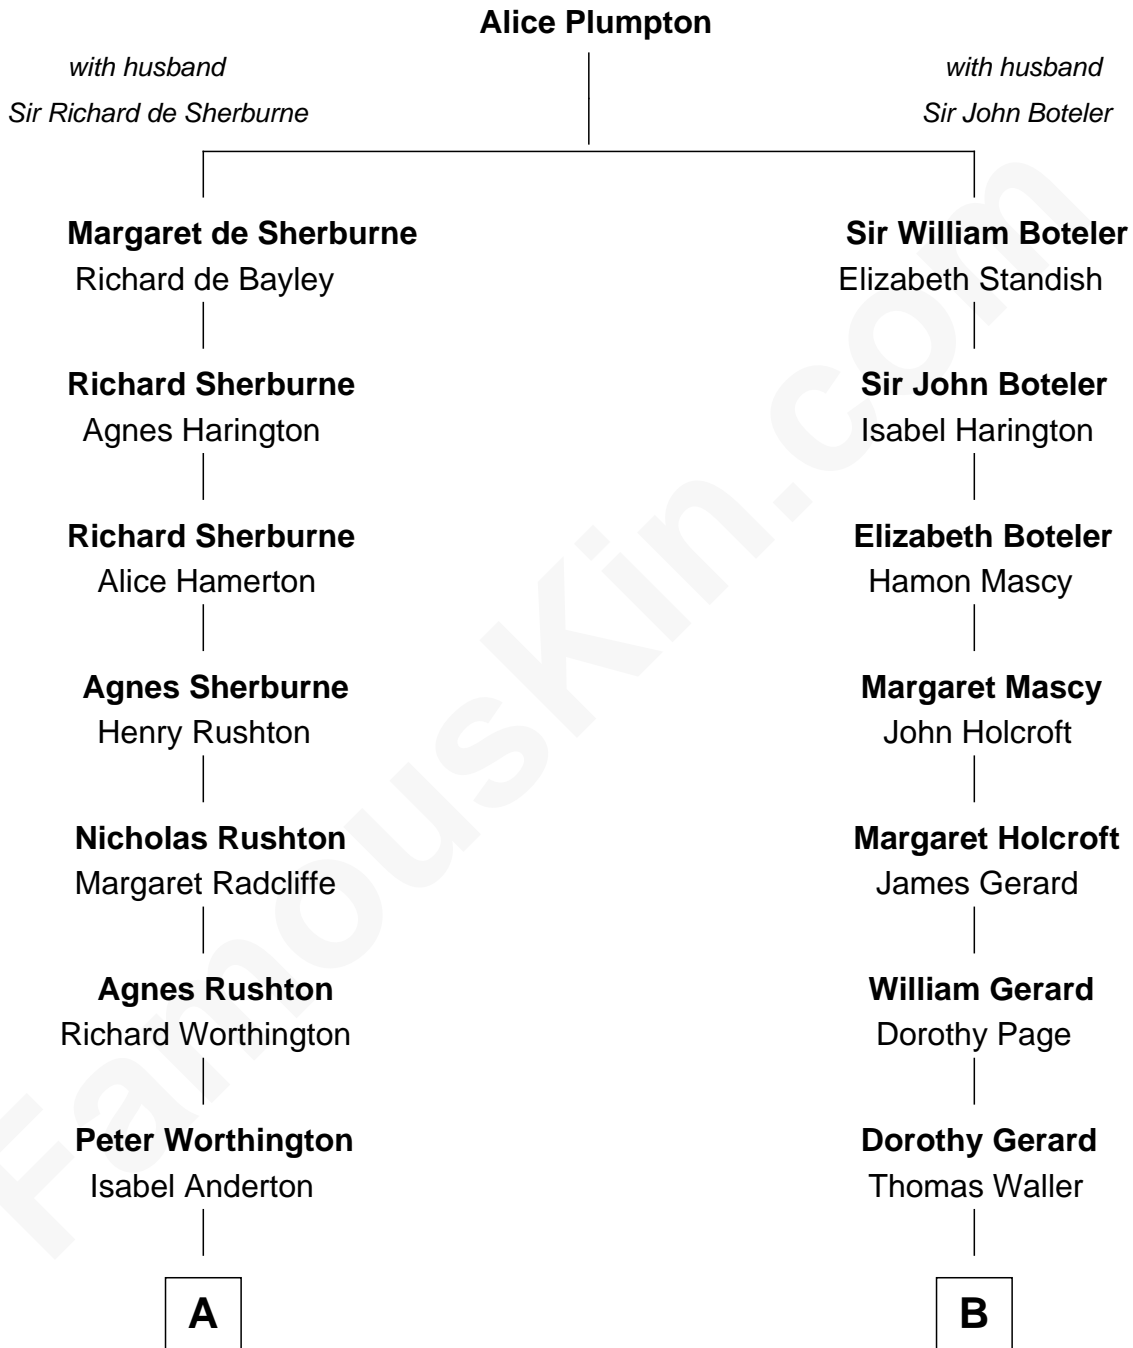 Alice Plumpton
with husband
Sir Richard de Sherburne
with husband
Sir John Boteler
Margaret de Sherburne
Richard de Bayley
Sir William Boteler
Elizabeth Standish
Richard Sherburne
Agnes Harington
Sir John Boteler
Isabel Harington
Richard Sherburne
Alice Hamerton
Elizabeth Boteler
Hamon Mascy
Agnes Sherburne
Henry Rushton
Margaret Mascy
John Holcroft
Nicholas Rushton
Margaret Radcliffe
Margaret Holcroft
James Gerard
Agnes Rushton
Richard Worthington
William Gerard
Dorothy Page
Peter Worthington
Isabel Anderton
Dorothy Gerard
Thomas Waller
A
B
FamousKin.com